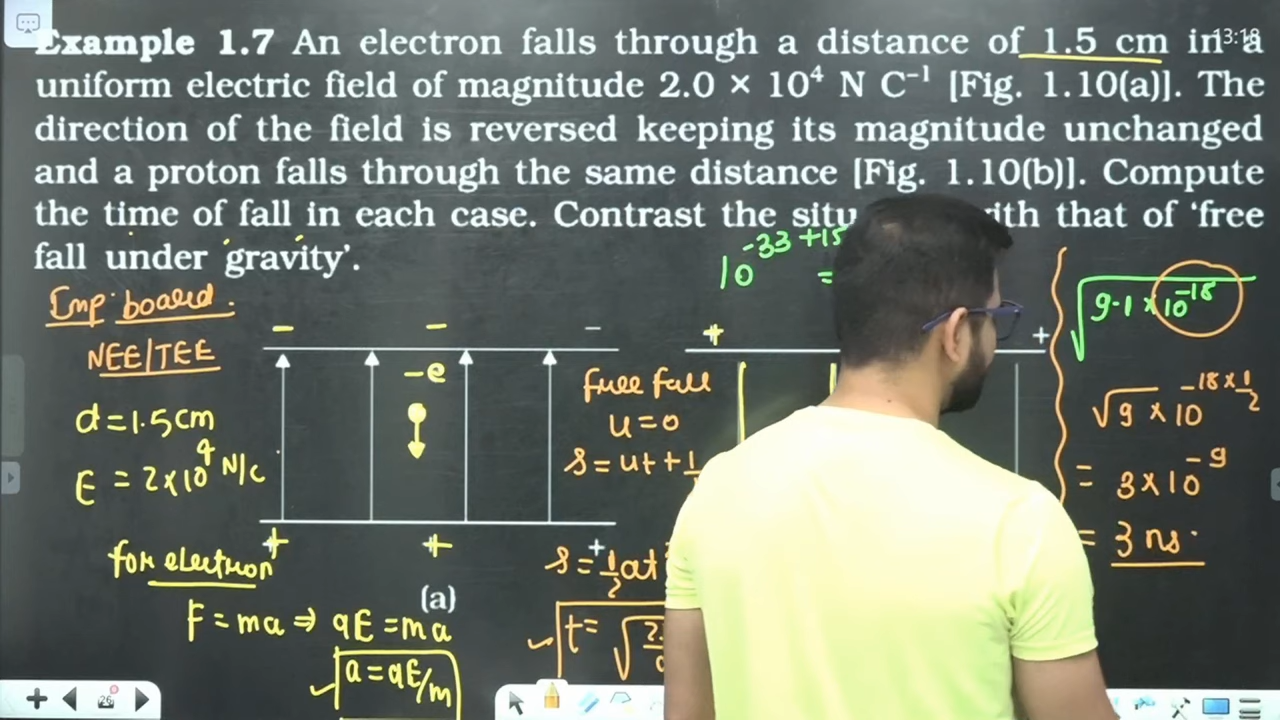 13:18
Example 1.7 An electron falls through a distance of 1.5 cm in a
uniform electric field of magnitude 2.0 × 10⁴ N C⁻¹ [Fig. 1.10(a)]. The
direction of the field is reversed keeping its magnitude unchanged
and a proton falls through the same distance [Fig. 1.10(b)]. Compute
the time of fall in each case. Contrast the situ with that of ‘free
fall under gravity’.
Imp. board.
NEE/TEE
d = 1.5 cm
E = 2×10⁴ N/C
for electron
F = ma ⇒ qE = ma
a = qE/m
− − −
−e
+ + +
(a)
free fall
u = 0
s = ut + 1
s = ½at
t = √2
10⁻³³ ⁺¹⁵
=
+ +
√9.1 × 10⁻¹⁸
√9 × 10⁻¹⁸ˣ½
= 3×10⁻⁹
= 3 ns.
26